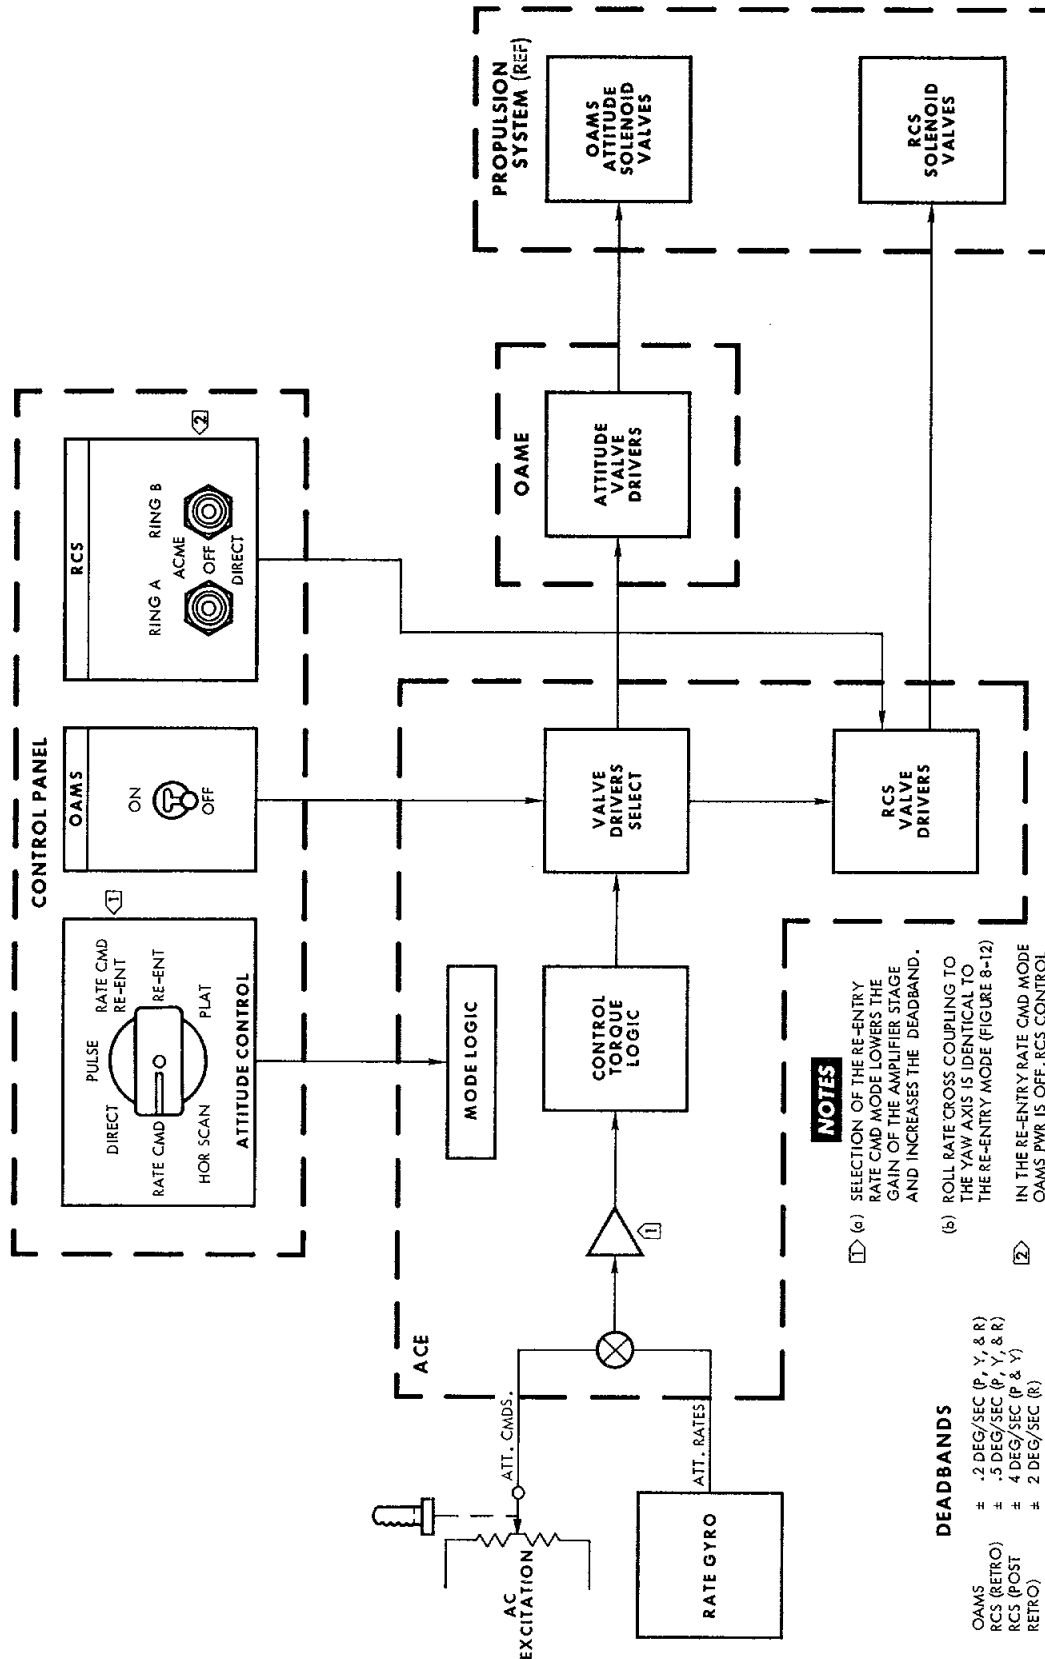 CONTROL PANEL
ATTITUDE CONTROL
DIRECT
PULSE
RATE CMD
RE-ENT
RATE CMD
RE-ENT
HOR SCAN
PLAT
1
OAMS
ON
OFF
RCS
RING A
RING B
ACME
OFF
DIRECT
2
ACE
MODE LOGIC
AC
EXCITATION
ATT. CMDS.
RATE GYRO
ATT. RATES
1
CONTROL
TORQUE
LOGIC
VALVE
DRIVERS
SELECT
RCS
VALVE
DRIVERS
OAME
ATTITUDE
VALVE
DRIVERS
PROPULSION
SYSTEM (REF)
OAMS
ATTITUDE
SOLENOID
VALVES
RCS
SOLENOID
VALVES
DEADBANDS
OAMS ± .2 DEG/SEC (P, Y, & R)
RCS (RETRO) ± .5 DEG/SEC (P, Y, & R)
RCS (POST ± 4 DEG/SEC (P & Y)
RETRO) ± 2 DEG/SEC (R)
NOTES
1 (a) SELECTION OF THE RE-ENTRY
RATE CMD MODE LOWERS THE
GAIN OF THE AMPLIFIER STAGE
AND INCREASES THE DEADBAND.
(b) ROLL RATE CROSS COUPLING TO
THE YAW AXIS IS IDENTICAL TO
THE RE-ENTRY MODE (FIGURE 8-12)
2 IN THE RE-ENTRY RATE CMD MODE
OAMS PWR IS OFF. RCS CONTROL